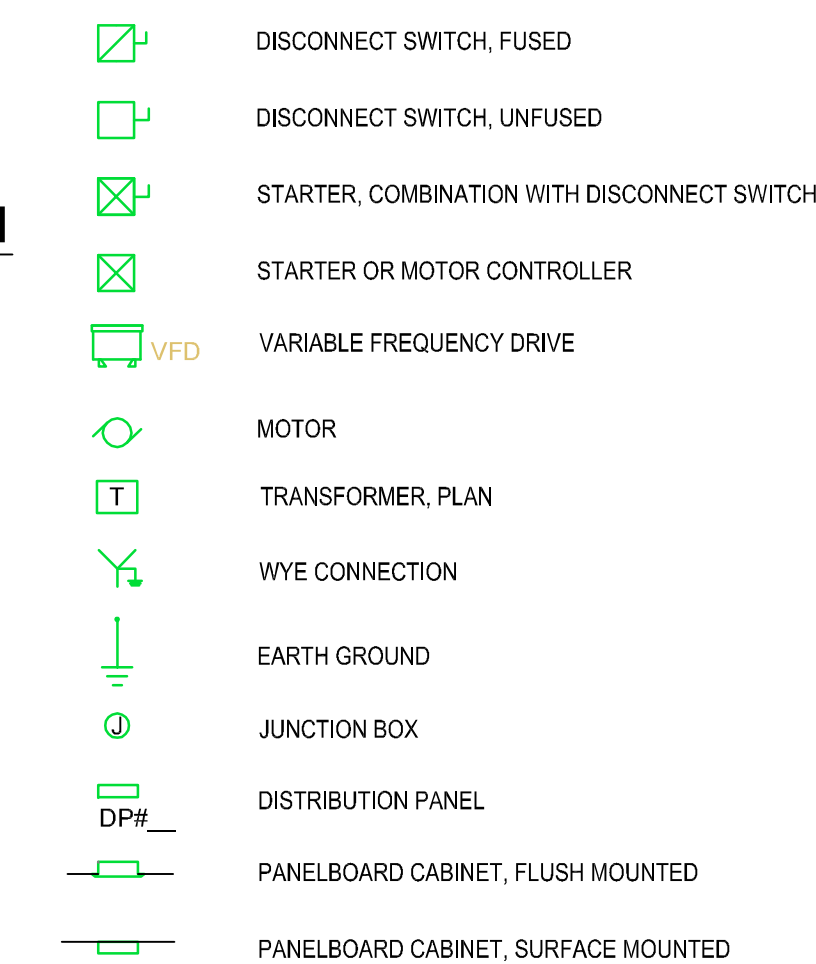 DISCONNECT SWITCH, FUSED
DISCONNECT SWITCH, UNFUSED
STARTER, COMBINATION WITH DISCONNECT SWITCH
STARTER OR MOTOR CONTROLLER
VFD VARIABLE FREQUENCY DRIVE
MOTOR
T TRANSFORMER, PLAN
WYE CONNECTION
EARTH GROUND
J JUNCTION BOX
DISTRIBUTION PANEL
DP#__
PANELBOARD CABINET, FLUSH MOUNTED
PANELBOARD CABINET, SURFACE MOUNTED